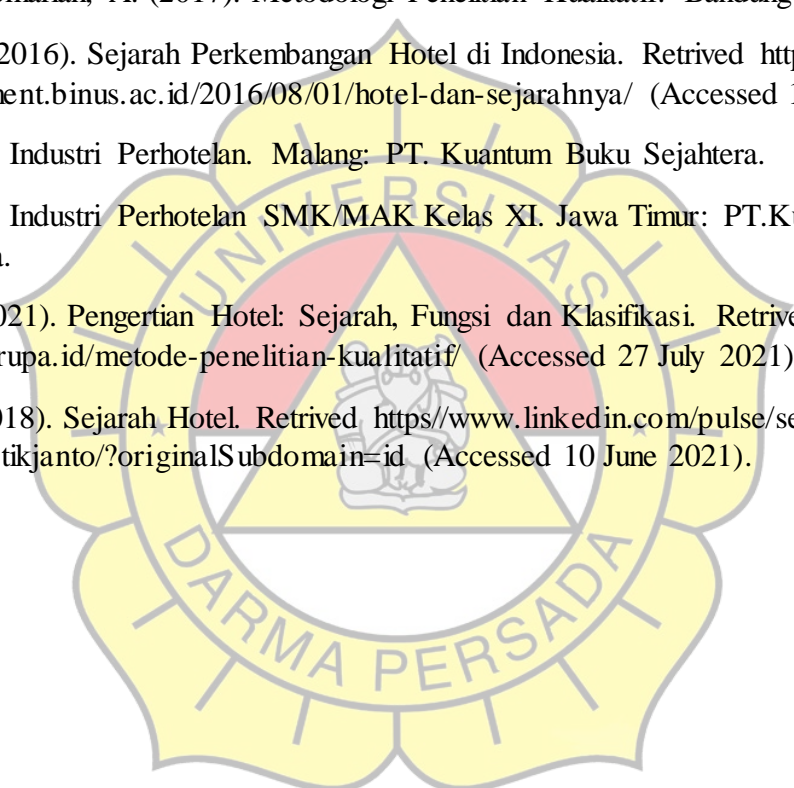 A. (2017). Metodologi Penelitian Kualitatif. Bandung
2016). Sejarah Perkembangan Hotel di Indonesia. Retrived
ment.binus.ac.id/2016/08/01/hotel-dan-sejarahnya/ (Accessed
Industri Perhotelan. Malang: PT. Kuantum Buku Sejahtera.
Industri Perhotelan SMK/MAK Kelas XI. Jawa Timur:
021). Pengertian Hotel: Sejarah, Fungsi dan Klasifikasi.
rupa.id/metode-penelitian-kualitatif/ (Accessed 27 July 2021)
018). Sejarah Hotel. Retrived https//www.linkedin.com/pulse/se
tikjanto/?originalSubdomain=id (Accessed 10 June 2021).
UNIVERSITAS
DARMA PERSADA